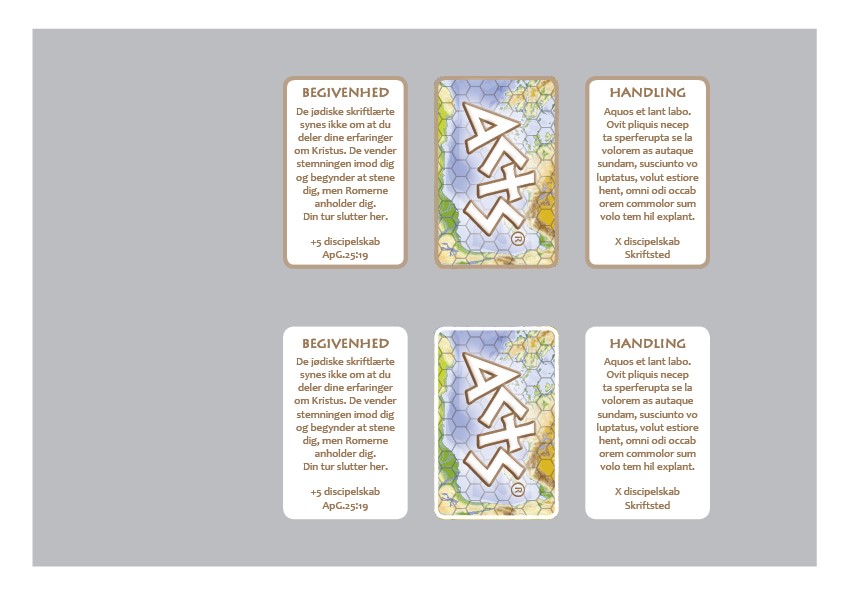 BEGIVENHED
De jødiske skriftlærte
synes ikke om at du
deler dine erfaringer
om Kristus. De vender
stemningen imod dig
og begynder at stene
dig, men Romerne
anholder dig.
Din tur slutter her.
+5 discipelskab
ApG.25:19
Acts®
HANDLING
Aquos et lant labo.
Ovit pliquis necep
ta sperferupta se la
volorem as autaque
sundam, susciunto vo
luptatus, volut estiore
hent, omni odi occab
orem commolor sum
volo tem hil explant.
X discipelskab
Skriftsted
BEGIVENHED
De jødiske skriftlærte
synes ikke om at du
deler dine erfaringer
om Kristus. De vender
stemningen imod dig
og begynder at stene
dig, men Romerne
anholder dig.
Din tur slutter her.
+5 discipelskab
ApG.25:19
Acts®
HANDLING
Aquos et lant labo.
Ovit pliquis necep
ta sperferupta se la
volorem as autaque
sundam, susciunto vo
luptatus, volut estiore
hent, omni odi occab
orem commolor sum
volo tem hil explant.
X discipelskab
Skriftsted